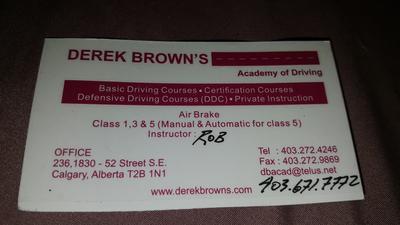 DEREK BROWN'S
Academy of Driving
Basic Driving Courses • Certification Courses
Defensive Driving Courses (DDC) • Private Instruction
Air Brake
Class 1,3 & 5 (Manual & Automatic for class 5)
Instructor : ROB
OFFICE
236,1830 - 52 Street S.E.
Calgary, Alberta T2B 1N1
Tel : 403.272.4246
Fax : 403.272.9869
dbacad@telus.net
www.derekbrowns.com
403.671.7772